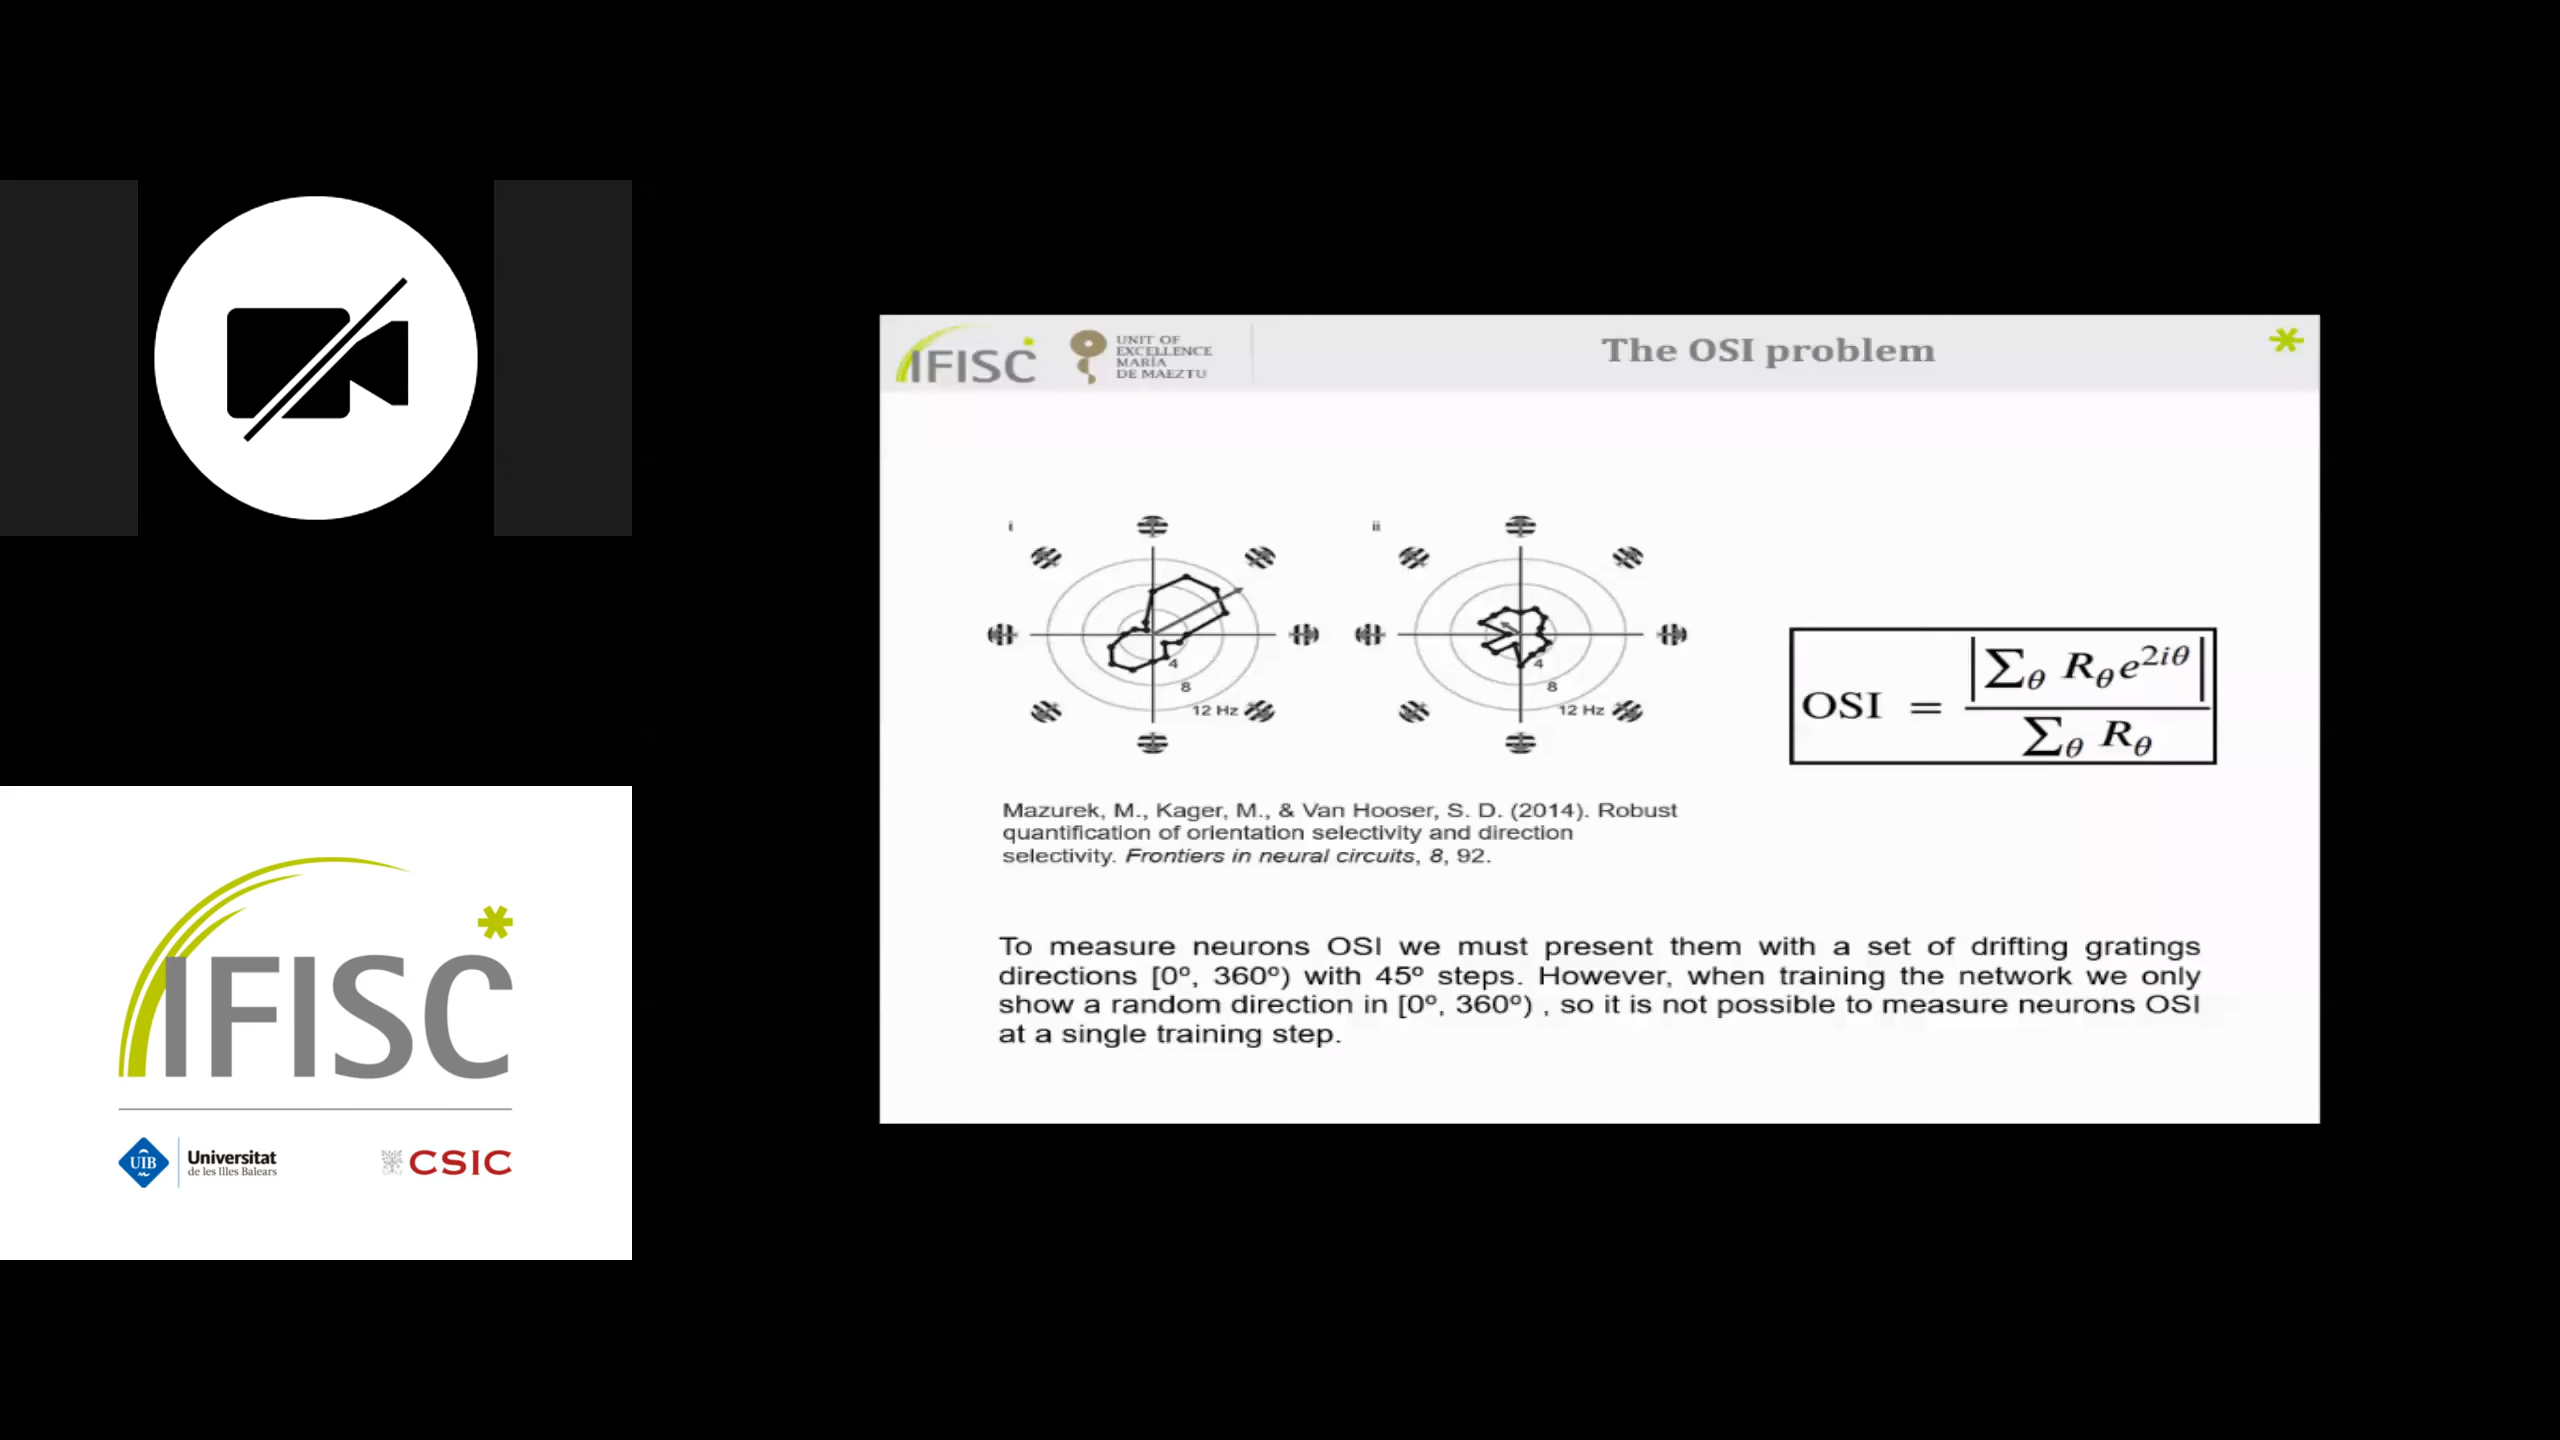 IFISC
UNIT OF
EXCELLENCE
MARÍA
DE MAEZTU
The OSI problem
i
4
8
12 Hz
ii
4
8
12 Hz
OSI = |∑θ Rθ e^{2iθ}| / ∑θ Rθ
Mazurek, M., Kager, M., & Van Hooser, S. D. (2014). Robust
quantification of orientation selectivity and direction
selectivity. Frontiers in neural circuits, 8, 92.
To measure neurons OSI we must present them with a set of drifting gratings
directions [0º, 360º) with 45º steps. However, when training the network we only
show a random direction in [0º, 360º) , so it is not possible to measure neurons OSI
at a single training step.
IFISC
UIB
Universitat
de les Illes Balears
CSIC